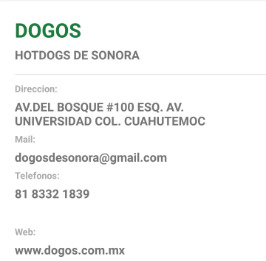 DOGOS
HOTDOGS DE SONORA
Direccion:
AV.DEL BOSQUE #100 ESQ. AV.
UNIVERSIDAD COL. CUAHUTEMOC
Mail:
dogosdesonora@gmail.com
Telefonos:
81 8332 1839
Web:
www.dogos.com.mx